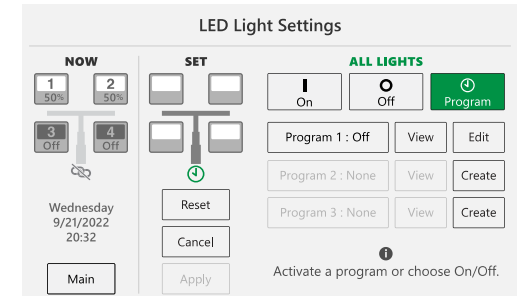 LED Light Settings
NOW
1
50%
2
50%
3
Off
4
Off
Wednesday
9/21/2022
20:32
Main
SET
Reset
Cancel
Apply
ALL LIGHTS
On
Off
Program
Program 1 : Off
View
Edit
Program 2 : None
View
Create
Program 3 : None
View
Create
Activate a program or choose On/Off.